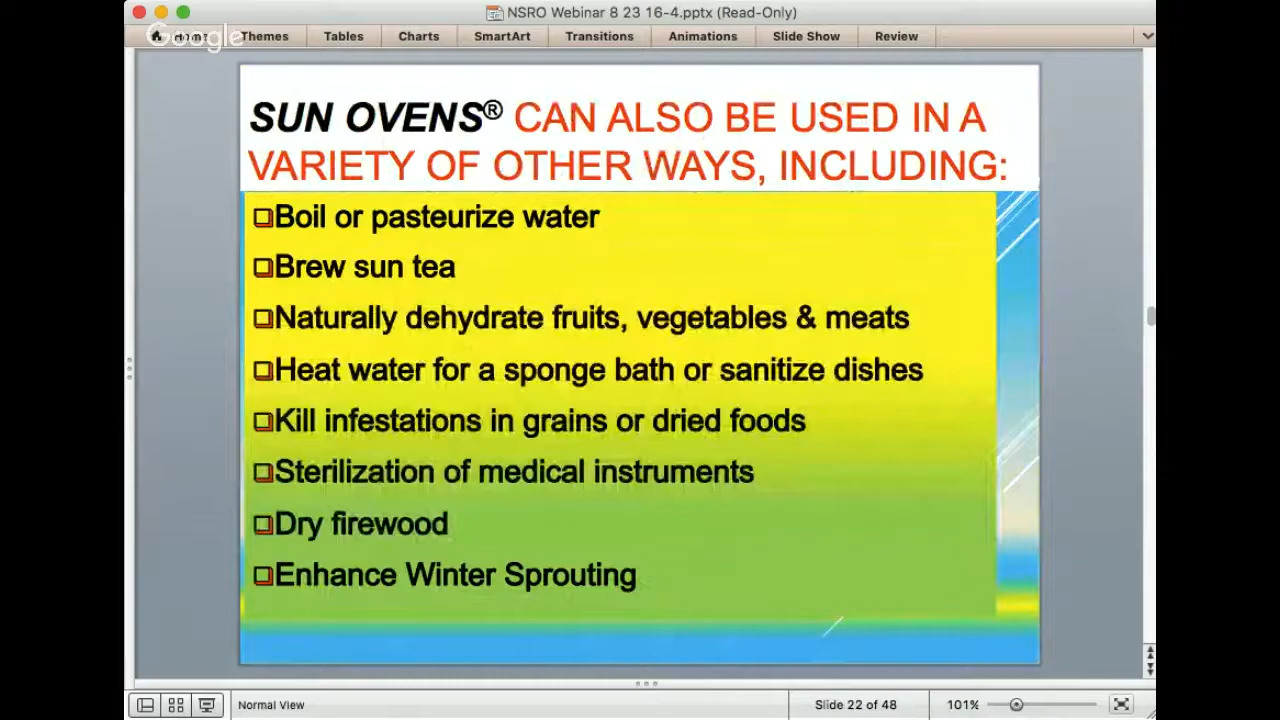 NSRO Webinar 8 23 16-4.pptx (Read-Only)
Google
Home Themes Tables Charts SmartArt Transitions Animations Slide Show Review
SUN OVENS® CAN ALSO BE USED IN A
VARIETY OF OTHER WAYS, INCLUDING:
Boil or pasteurize water
Brew sun tea
Naturally dehydrate fruits, vegetables & meats
Heat water for a sponge bath or sanitize dishes
Kill infestations in grains or dried foods
Sterilization of medical instruments
Dry firewood
Enhance Winter Sprouting
Normal View Slide 22 of 48 101%